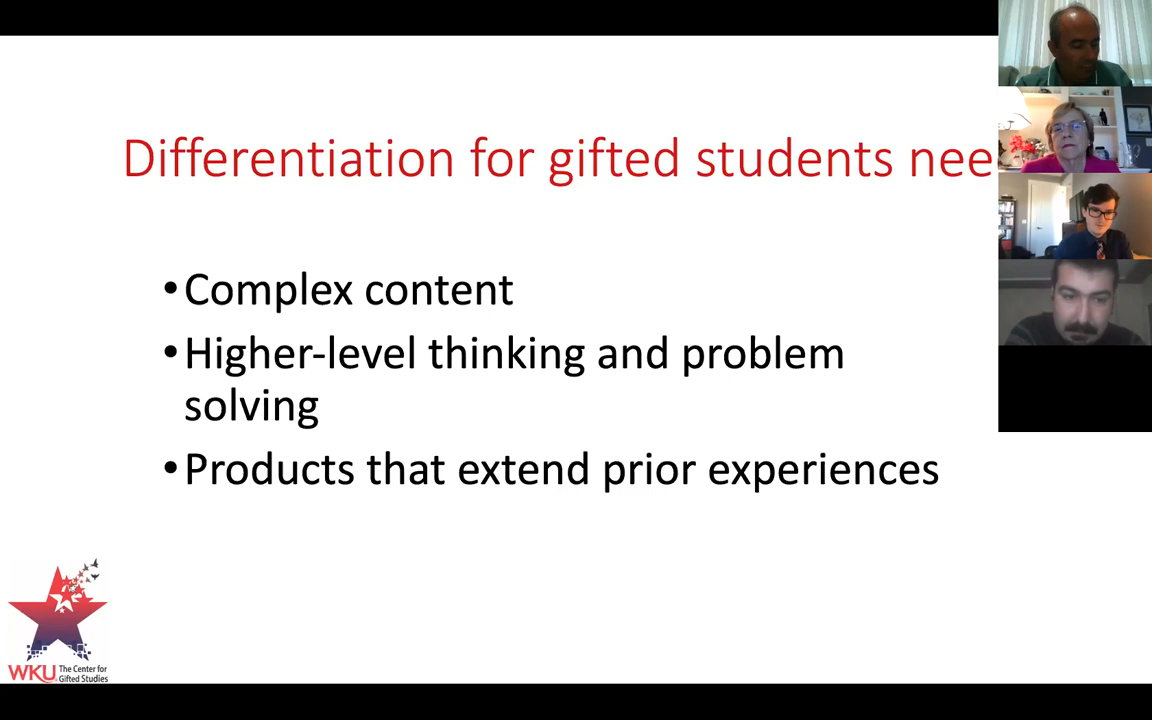 Differentiation for gifted students nee
•Complex content
•Higher-level thinking and problem
solving
•Products that extend prior experiences
WKU The Center for
Gifted Studies